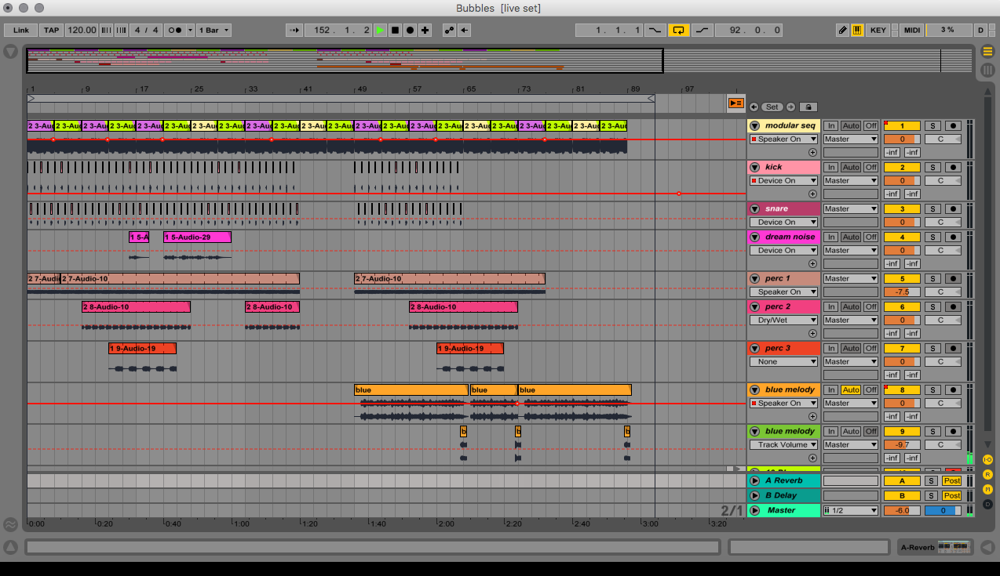 Bubbles [live set]
Link TAP 120.00 4 / 4 1 Bar 152. 1. 2 1. 1. 1 92. 0. 0 KEY MIDI 3 % D
1 9 17 25 33 41 49 57 65 73 81 89 97
Set
2 3-Aud 2 3-Aud 2 3-Aud 2 3-Aud 2 3-Aud 2 3-Aud 2 3-Aud 2 3-Aud 2 3-Aud 2 3-Aud 2 3-Aud 2 3-Aud 2 3-Aud 2 3-Aud 2 3-Aud 2 3-Aud 2 3-Aud 2 3-Aud 2 3-Aud 2 3-Aud 2 3-Aud 2 3-Aud modular seq In Auto Off 1 S
Speaker On Master 0 C
-inf -inf
kick In Auto Off 2 S
Device On Master 0 C
-inf -inf
snare Master 3 S
Device On 0 C
1 5-A 1 5-Audio-29 dream noise In Auto Off 4 S
Device On Master 0 C
-inf -inf
2 7-Audi 2 7-Audio-10 2 7-Audio-10 perc 1 Master 5 S
Speaker On -7.5 C
2 8-Audio-10 2 8-Audio-10 2 8-Audio-10 perc 2 In Auto Off 6 S
Dry/Wet Master 0 C
-inf -inf
1 9-Audio-19 1 9-Audio-19 perc 3 In Auto Off 7 S
None Master 0 C
-inf -inf
blue blue blue blue melody In Auto Off 8 S
Speaker On Master 0 C
-inf -inf
b b b blue melody In Auto Off 9 S
Track Volume Master -9.7 C
-inf -inf
A Reverb A S Post
B Delay B S Post
2/1 Master 1/2 -6.0 0
0:00 0:20 0:40 1:00 1:20 1:40 2:00 2:20 2:40 3:00 3:20
I·O
R
M
D
A-Reverb